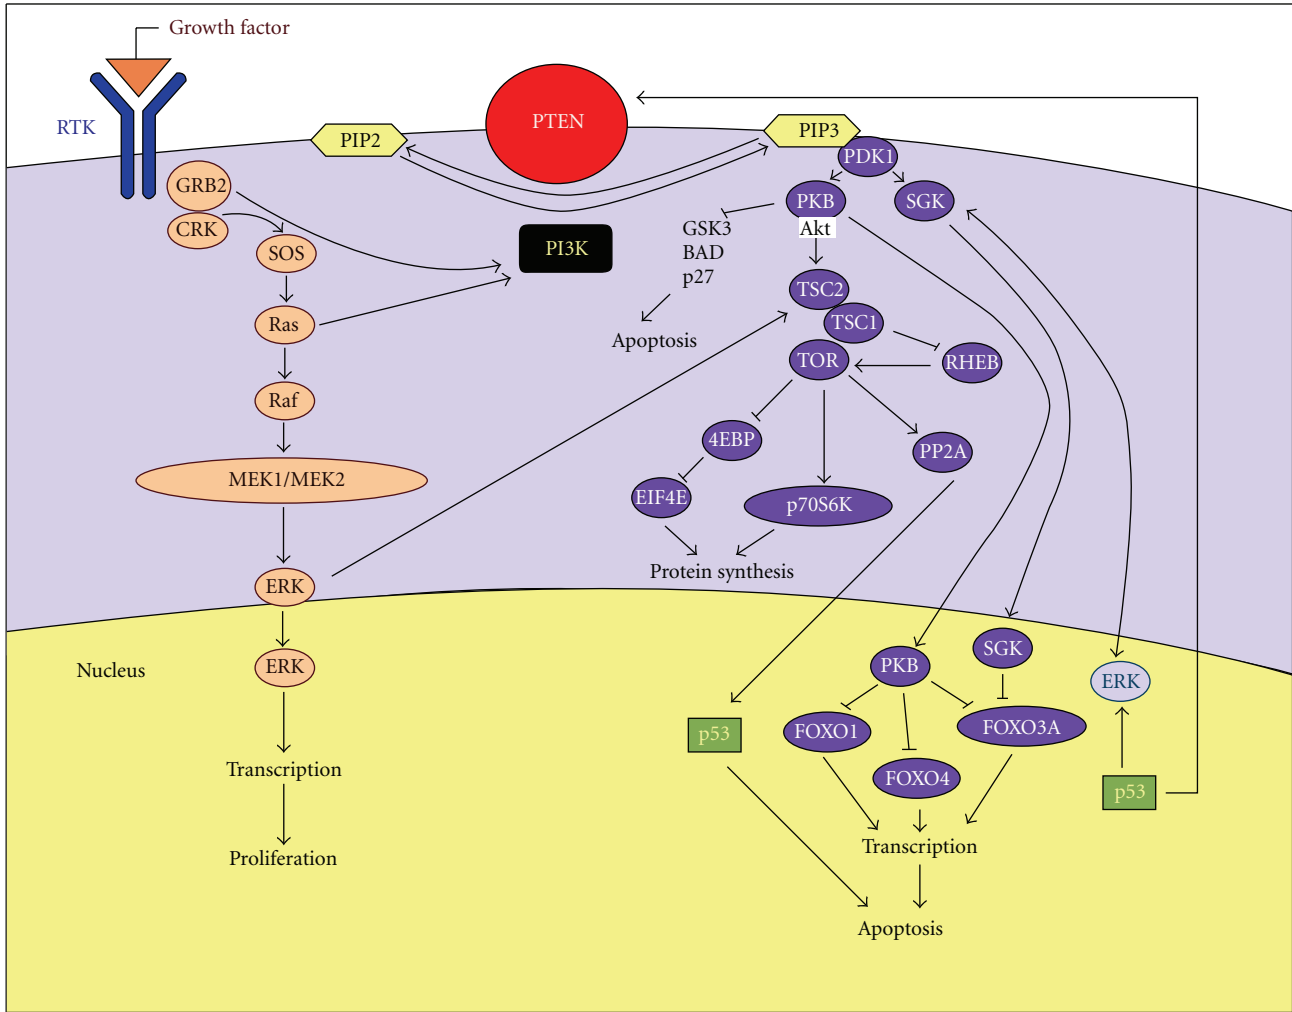 Growth factor
RTK
PTEN
PIP2
PIP3
PDK1
GRB2
PKB
SGK
Akt
CRK
GSK3
BAD
p27
SOS
PI3K
TSC2
Ras
TSC1
Apoptosis
TOR
RHEB
Raf
4EBP
PP2A
MEK1/MEK2
EIF4E
p70S6K
Protein synthesis
ERK
Nucleus
ERK
PKB
SGK
ERK
p53
FOXO1
FOXO3A
Transcription
FOXO4
p53
Proliferation
Transcription
Apoptosis